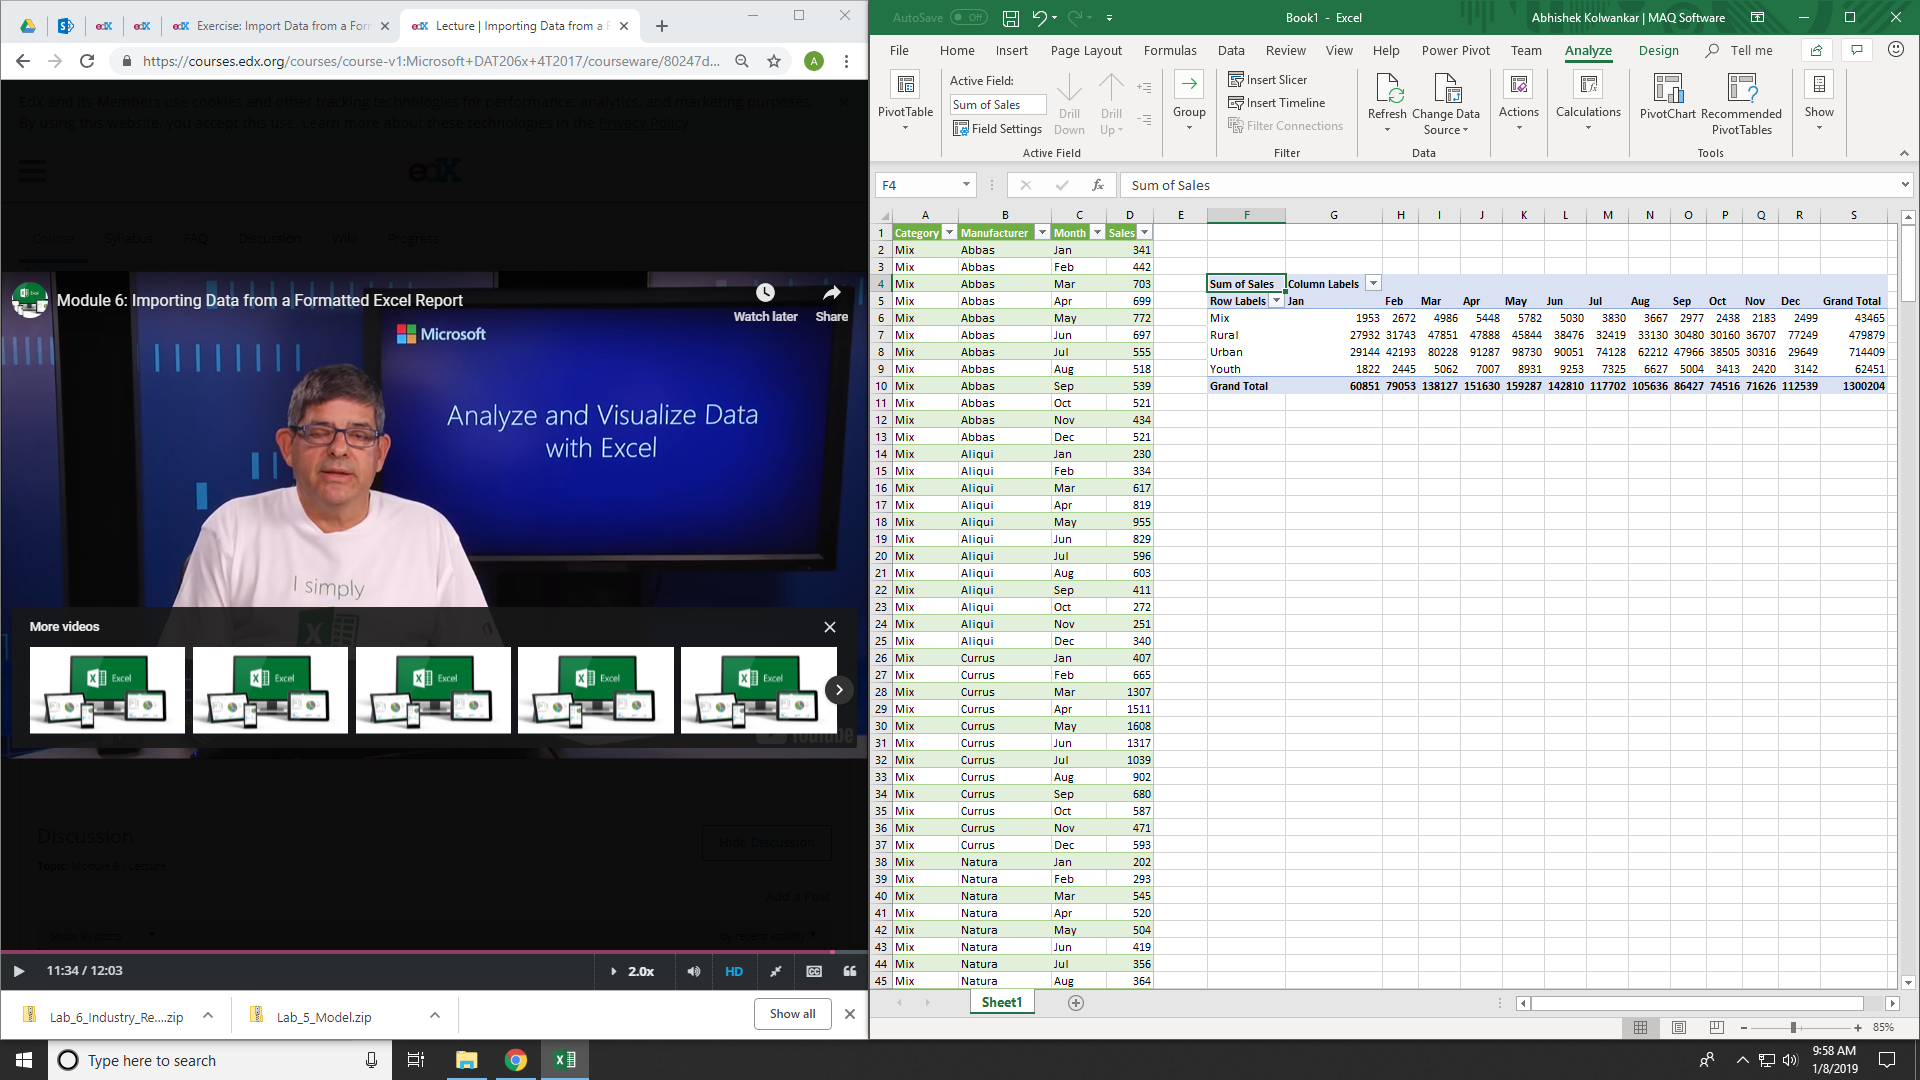 Exercise: Import Data from a Form
Lecture | Importing Data from a F
https://courses.edx.org/courses/course-v1:Microsoft+DAT206x+4T2017/courseware/80247d...
A
EdX and its Members use cookies and other tracking technologies for performance, analytics, and marketing purposes.
By using this website, you accept this use. Learn more about these technologies in the Privacy Policy.
edX
Course Syllabus FAQ Discussion Wiki Progress
Module 6: Importing Data from a Formatted Excel Report
Watch later Share
Microsoft
Analyze and Visualize Data
with Excel
I simply
More videos
Excel Excel Excel Excel Excel
YouTube
Discussion
Hide Discussion
Topic: Module 6 / Lecture
Add a Post
Show all posts by recent activity
11:34 / 12:03 2.0x HD CC
Lab_6_Industry_Re....zip Lab_5_Model.zip Show all
Type here to search
AutoSave Off Book1 - Excel Abhishek Kolwankar | MAQ Software
File Home Insert Page Layout Formulas Data Review View Help Power Pivot Team Analyze Design Tell me
PivotTable
Active Field:
Sum of Sales
Field Settings
Drill Down
Drill Up
Active Field
Group
Insert Slicer
Insert Timeline
Filter Connections
Filter
Refresh
Change Data Source
Data
Actions
Calculations
PivotChart
Recommended PivotTables
Tools
Show
F4 fx Sum of Sales
A B C D E F G H I J K L M N O P Q R S
1 Category Manufacturer Month Sales
2 Mix Abbas Jan 341
3 Mix Abbas Feb 442
4 Mix Abbas Mar 703 Sum of Sales Column Labels
5 Mix Abbas Apr 699 Row Labels Jan Feb Mar Apr May Jun Jul Aug Sep Oct Nov Dec Grand Total
6 Mix Abbas May 772 Mix 1953 2672 4986 5448 5782 5030 3830 3667 2977 2438 2183 2499 43465
7 Mix Abbas Jun 697 Rural 27932 31743 47851 47888 45844 38476 32419 33130 30480 30160 36707 77249 479879
8 Mix Abbas Jul 555 Urban 29144 42193 80228 91287 98730 90051 74128 62212 47966 38505 30316 29649 714409
9 Mix Abbas Aug 518 Youth 1822 2445 5062 7007 8931 9253 7325 6627 5004 3413 2420 3142 62451
10 Mix Abbas Sep 539 Grand Total 60851 79053 138127 151630 159287 142810 117702 105636 86427 74516 71626 112539 1300204
11 Mix Abbas Oct 521
12 Mix Abbas Nov 434
13 Mix Abbas Dec 521
14 Mix Aliqui Jan 230
15 Mix Aliqui Feb 334
16 Mix Aliqui Mar 617
17 Mix Aliqui Apr 819
18 Mix Aliqui May 955
19 Mix Aliqui Jun 829
20 Mix Aliqui Jul 596
21 Mix Aliqui Aug 603
22 Mix Aliqui Sep 411
23 Mix Aliqui Oct 272
24 Mix Aliqui Nov 251
25 Mix Aliqui Dec 340
26 Mix Currus Jan 407
27 Mix Currus Feb 665
28 Mix Currus Mar 1307
29 Mix Currus Apr 1511
30 Mix Currus May 1608
31 Mix Currus Jun 1317
32 Mix Currus Jul 1039
33 Mix Currus Aug 902
34 Mix Currus Sep 680
35 Mix Currus Oct 587
36 Mix Currus Nov 471
37 Mix Currus Dec 593
38 Mix Natura Jan 202
39 Mix Natura Feb 293
40 Mix Natura Mar 545
41 Mix Natura Apr 520
42 Mix Natura May 504
43 Mix Natura Jun 419
44 Mix Natura Jul 356
45 Mix Natura Aug 364
Sheet1
85%
9:58 AM
1/8/2019